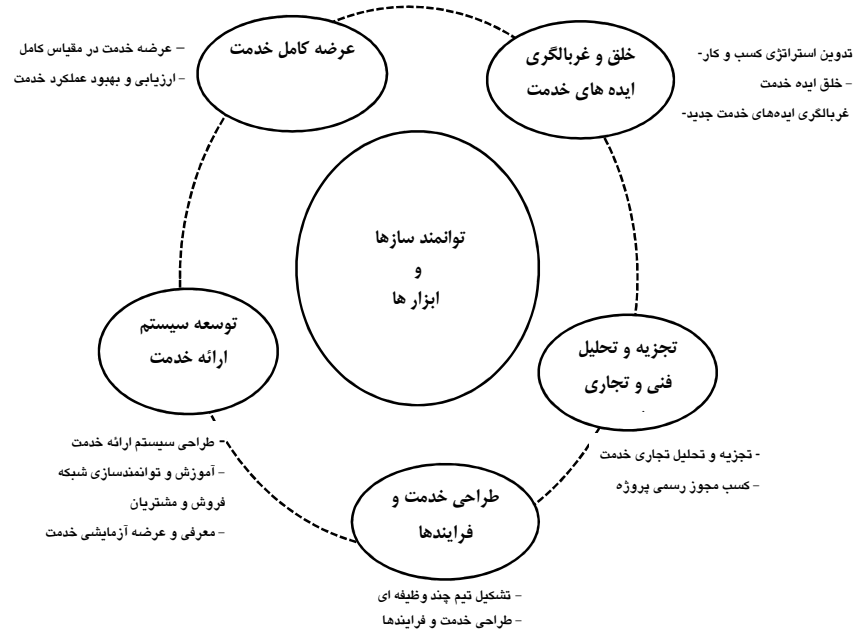 خلق و غربالگری
ایده های خدمت
تدوین استراتژی کسب و کار-
- خلق ایده خدمت
غربالگری ایده‌های خدمت جدید-
تجزیه و تحلیل
فنی و تجاری
- تجزیه و تحلیل تجاری خدمت
- کسب مجوز رسمی پروژه
طراحی خدمت و
فرایندها
- تشکیل تیم چند وظیفه ای
- طراحی خدمت و فرایندها
توسعه سیستم
ارائه خدمت
- طراحی سیستم ارائه خدمت
- آموزش و توانمندسازی شبکه
فروش و مشتریان
- معرفی و عرضه آزمایشی خدمت
عرضه کامل خدمت
- عرضه خدمت در مقیاس کامل
- ارزیابی و بهبود عملکرد خدمت
توانمند سازها
و
ابزار ها